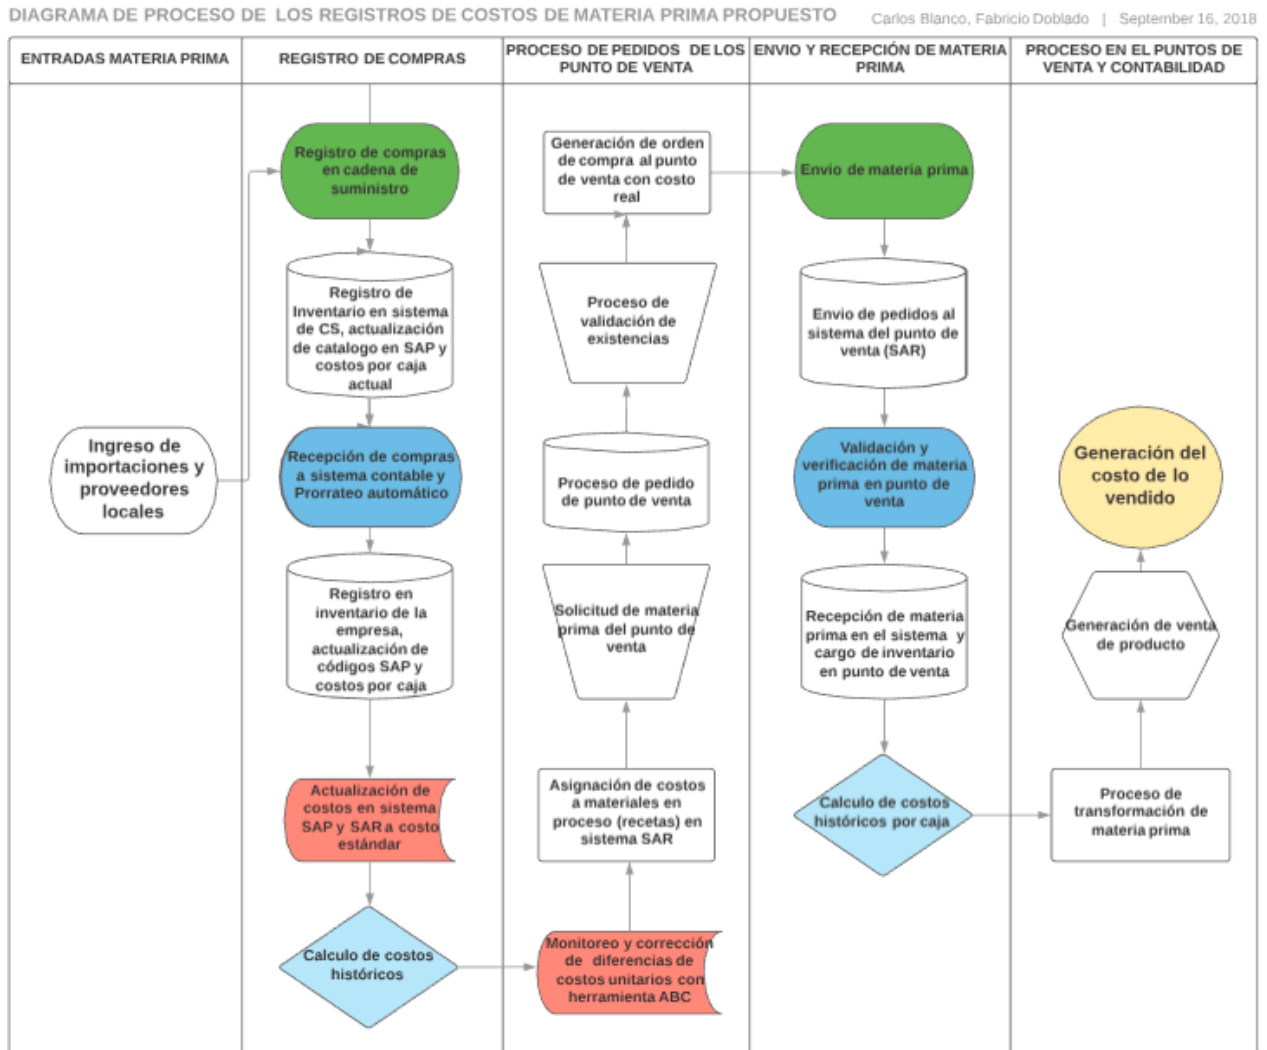 DIAGRAMA DE PROCESO DE LOS REGISTROS DE COSTOS DE MATERIA PRIMA PROPUESTO
Carlos Blanco, Fabricio Doblado | September 16, 2018
ENTRADAS MATERIA PRIMA
REGISTRO DE COMPRAS
PROCESO DE PEDIDOS DE LOS
PUNTO DE VENTA
ENVIO Y RECEPCIÓN DE MATERIA
PRIMA
PROCESO EN EL PUNTOS DE
VENTA Y CONTABILIDAD
Ingreso de
importaciones y
proveedores
locales
Registro de compras
en cadena de
suministro
Registro de
Inventario en sistema
de CS, actualización
de catalogo en SAP y
costos por caja
actual
Recepción de compras
a sistema contable y
Prorrateo automático
Registro en
inventario de la
empresa,
actualización de
códigos SAP y
costos por caja
Actualización de
costos en sistema
SAP y SAR a costo
estándar
Calculo de costos
históricos
Generación de orden
de compra al punto
de venta con costo
real
Proceso de
validación de
existencias
Proceso de pedido
de punto de venta
Solicitud de materia
prima del punto de
venta
Asignación de costos
a materiales en
proceso (recetas) en
sistema SAR
Monitoreo y corrección
de diferencias de
costos unitarios con
herramienta ABC
Envio de materia prima
Envio de pedidos al
sistema del punto de
venta (SAR)
Validación y
verificación de materia
prima en punto de
venta
Recepción de materia
prima en el sistema y
cargo de inventario
en punto de venta
Calculo de costos
históricos por caja
Generación del
costo de lo
vendido
Generación de venta
de producto
Proceso de
transformación de
materia prima